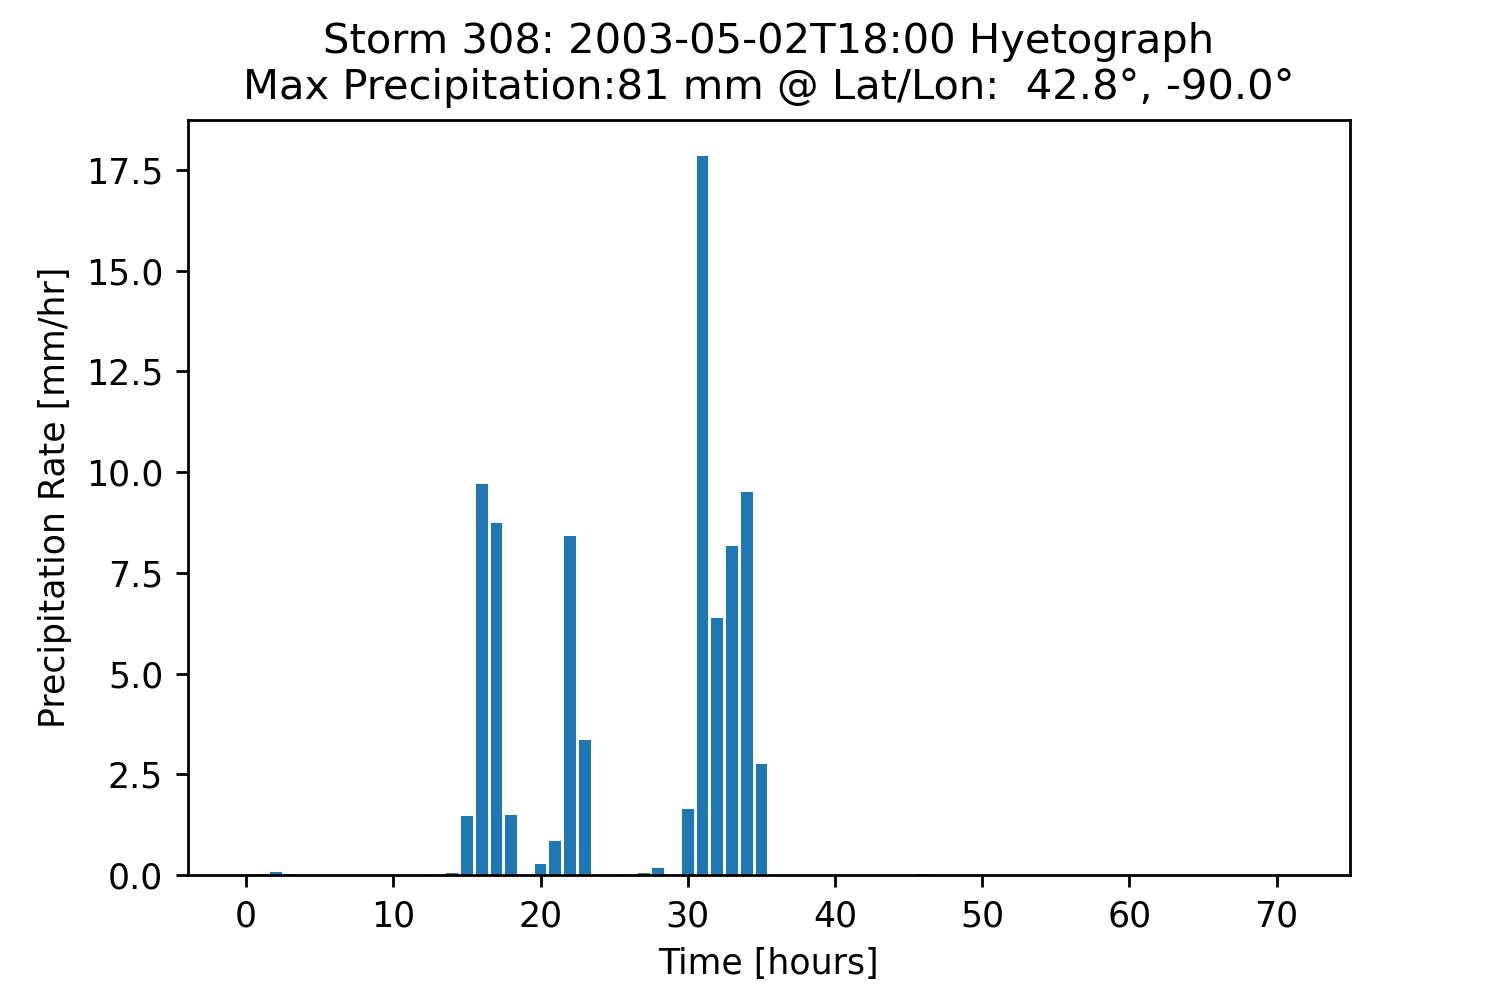 Storm 308: 2003-05-02T18:00 Hyetograph
Max Precipitation:81 mm @ Lat/Lon:  42.8°, -90.0°
Precipitation Rate [mm/hr]
17.5
15.0
12.5
10.0
7.5
5.0
2.5
0.0
0 10 20 30 40 50 60 70
Time [hours]